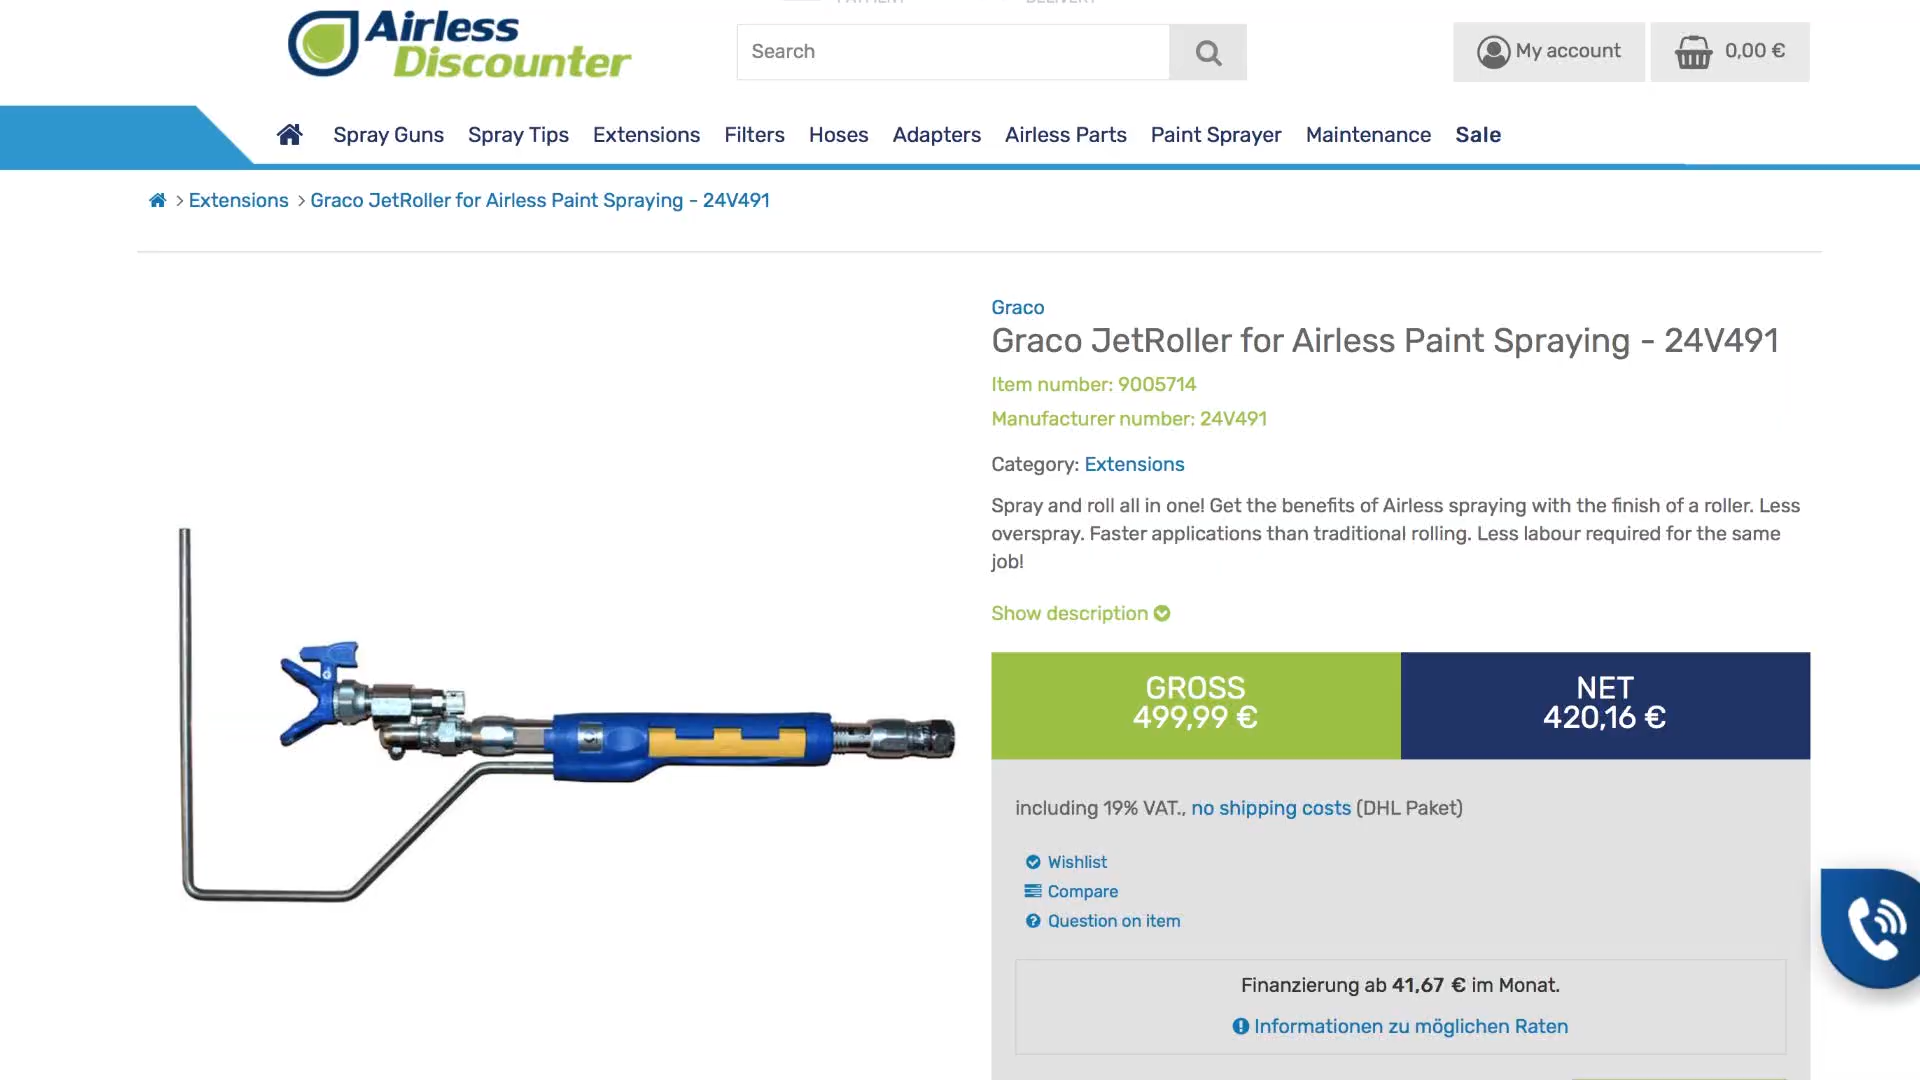 Airless
Discounter
Search
My account
0,00 €
Spray Guns
Spray Tips
Extensions
Filters
Hoses
Adapters
Airless Parts
Paint Sprayer
Maintenance
Sale
Extensions
Graco JetRoller for Airless Paint Spraying - 24V491
Graco
Graco JetRoller for Airless Paint Spraying - 24V491
Item number: 9005714
Manufacturer number: 24V491
Category: Extensions
Spray and roll all in one! Get the benefits of Airless spraying with the finish of a roller. Less
overspray. Faster applications than traditional rolling. Less labour required for the same
job!
Show description
GROSS
499,99 €
NET
420,16 €
including 19% VAT., no shipping costs (DHL Paket)
Wishlist
Compare
Question on item
Finanzierung ab 41,67 € im Monat.
Informationen zu möglichen Raten